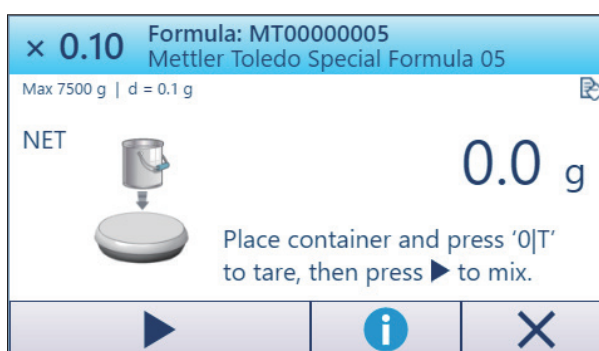 × 0.10
Formula: MT00000005
Mettler Toledo Special Formula 05
Max 7500 g | d = 0.1 g
NET
0.0 g
Place container and press '0|T'
to tare, then press ▶ to mix.